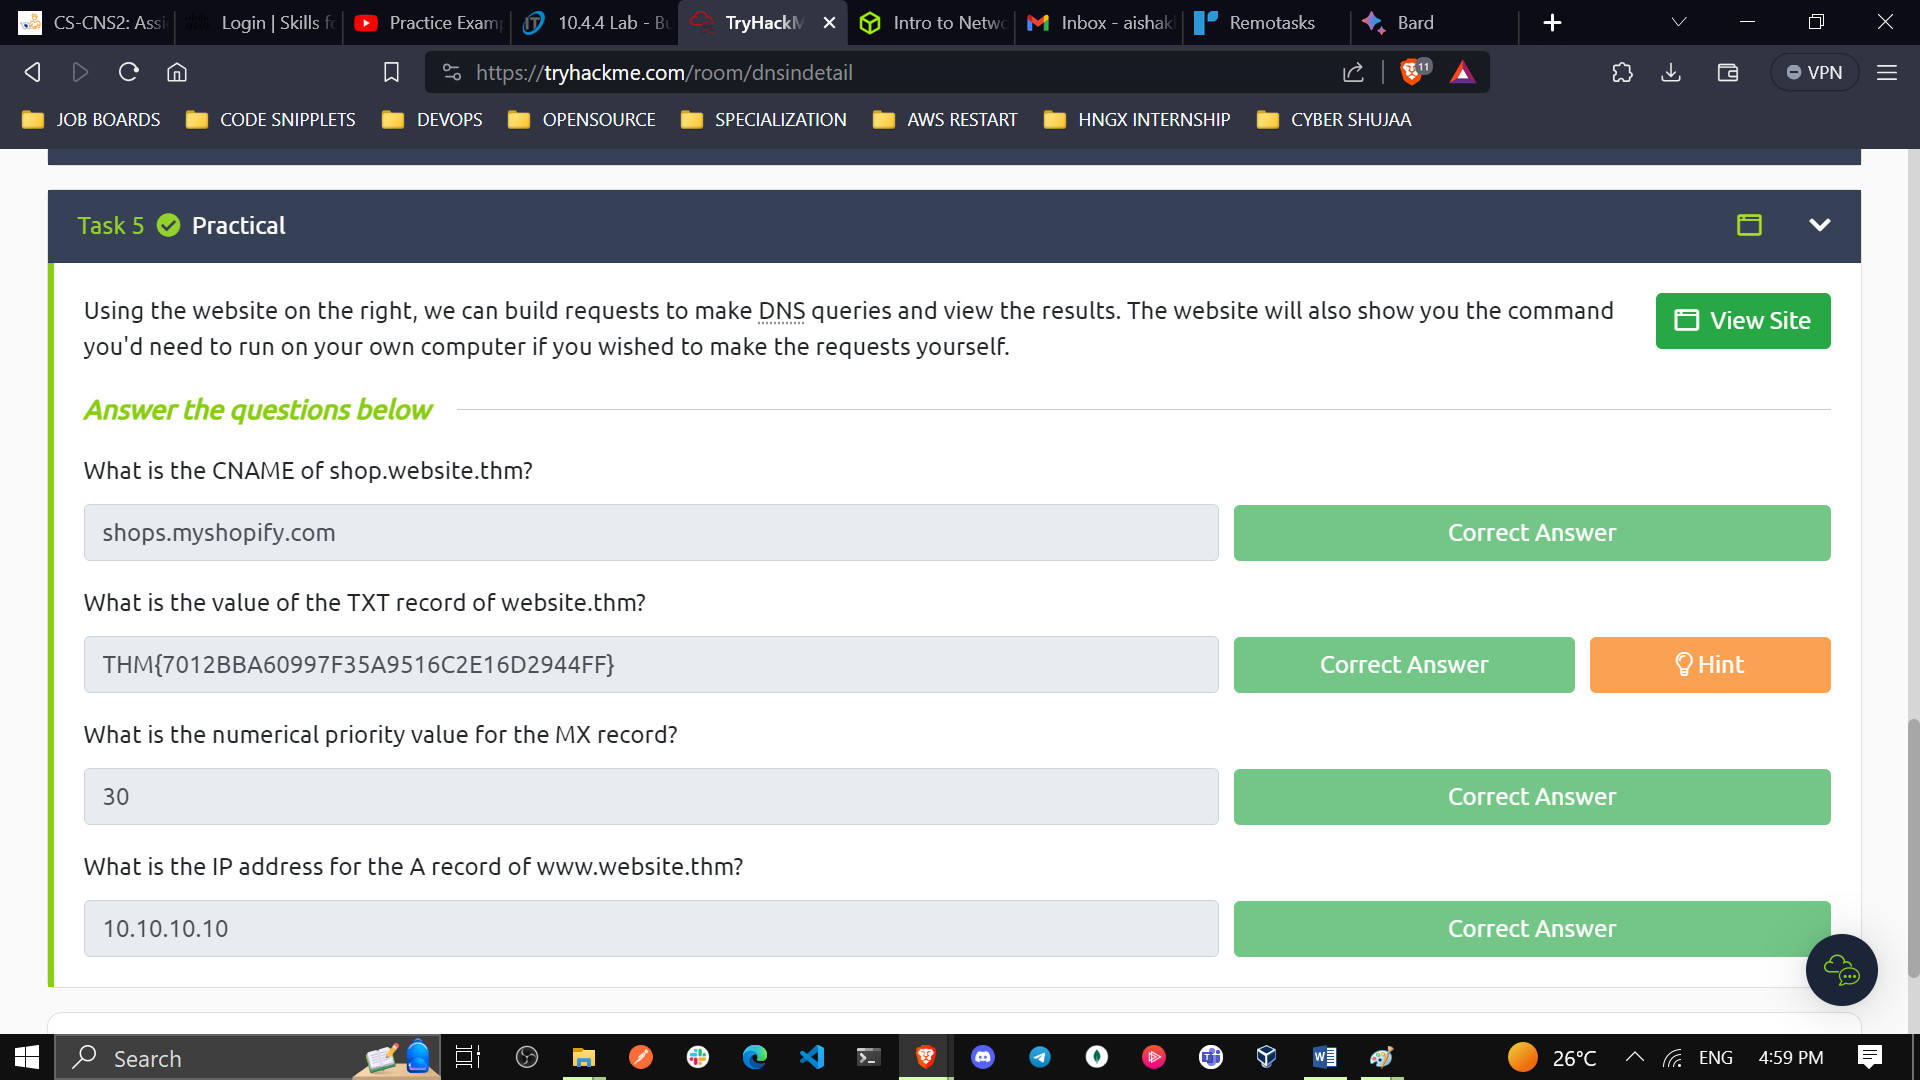 CS-CNS2: Assi
Login | Skills fo
Practice Examp
10.4.4 Lab - Bu
TryHackM
Intro to Netwo
Inbox - aishak
Remotasks
Bard
https://tryhackme.com/room/dnsindetail
11
VPN
JOB BOARDS
CODE SNIPPLETS
DEVOPS
OPENSOURCE
SPECIALIZATION
AWS RESTART
HNGX INTERNSHIP
CYBER SHUJAA
Task 5 Practical
Using the website on the right, we can build requests to make DNS queries and view the results. The website will also show you the command
you'd need to run on your own computer if you wished to make the requests yourself.
View Site
Answer the questions below
What is the CNAME of shop.website.thm?
shops.myshopify.com
Correct Answer
What is the value of the TXT record of website.thm?
THM{7012BBA60997F35A9516C2E16D2944FF}
Correct Answer
Hint
What is the numerical priority value for the MX record?
30
Correct Answer
What is the IP address for the A record of www.website.thm?
10.10.10.10
Correct Answer
Search
26°C
ENG
4:59 PM